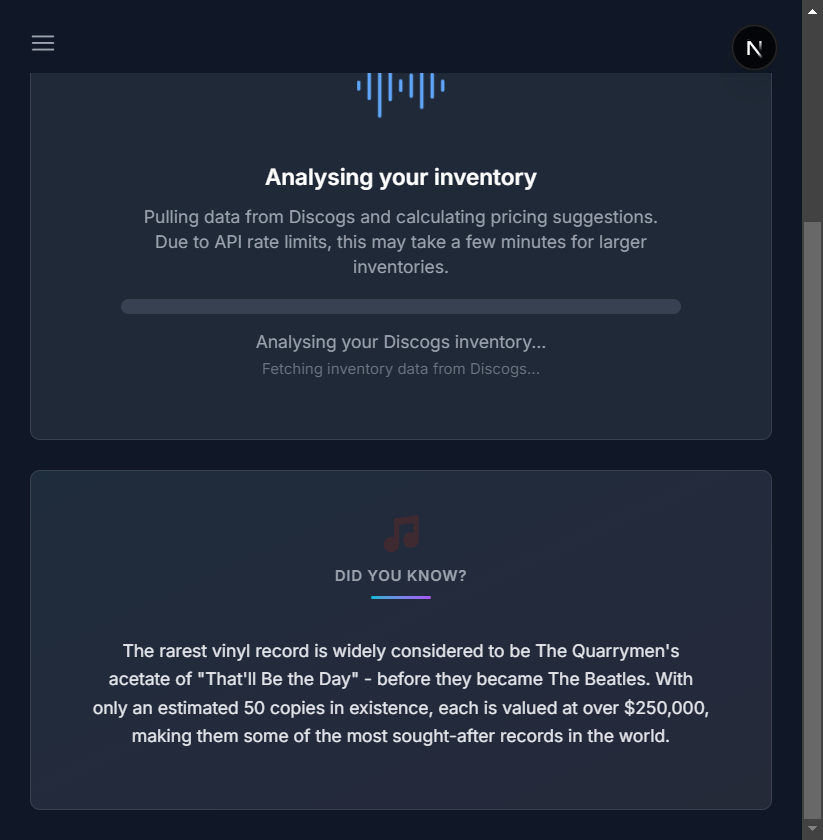 N
Analysing your inventory
Pulling data from Discogs and calculating pricing suggestions.
Due to API rate limits, this may take a few minutes for larger
inventories.
Analysing your Discogs inventory...
Fetching inventory data from Discogs...
DID YOU KNOW?
The rarest vinyl record is widely considered to be The Quarrymen's
acetate of "That'll Be the Day" - before they became The Beatles. With
only an estimated 50 copies in existence, each is valued at over $250,000,
making them some of the most sought-after records in the world.